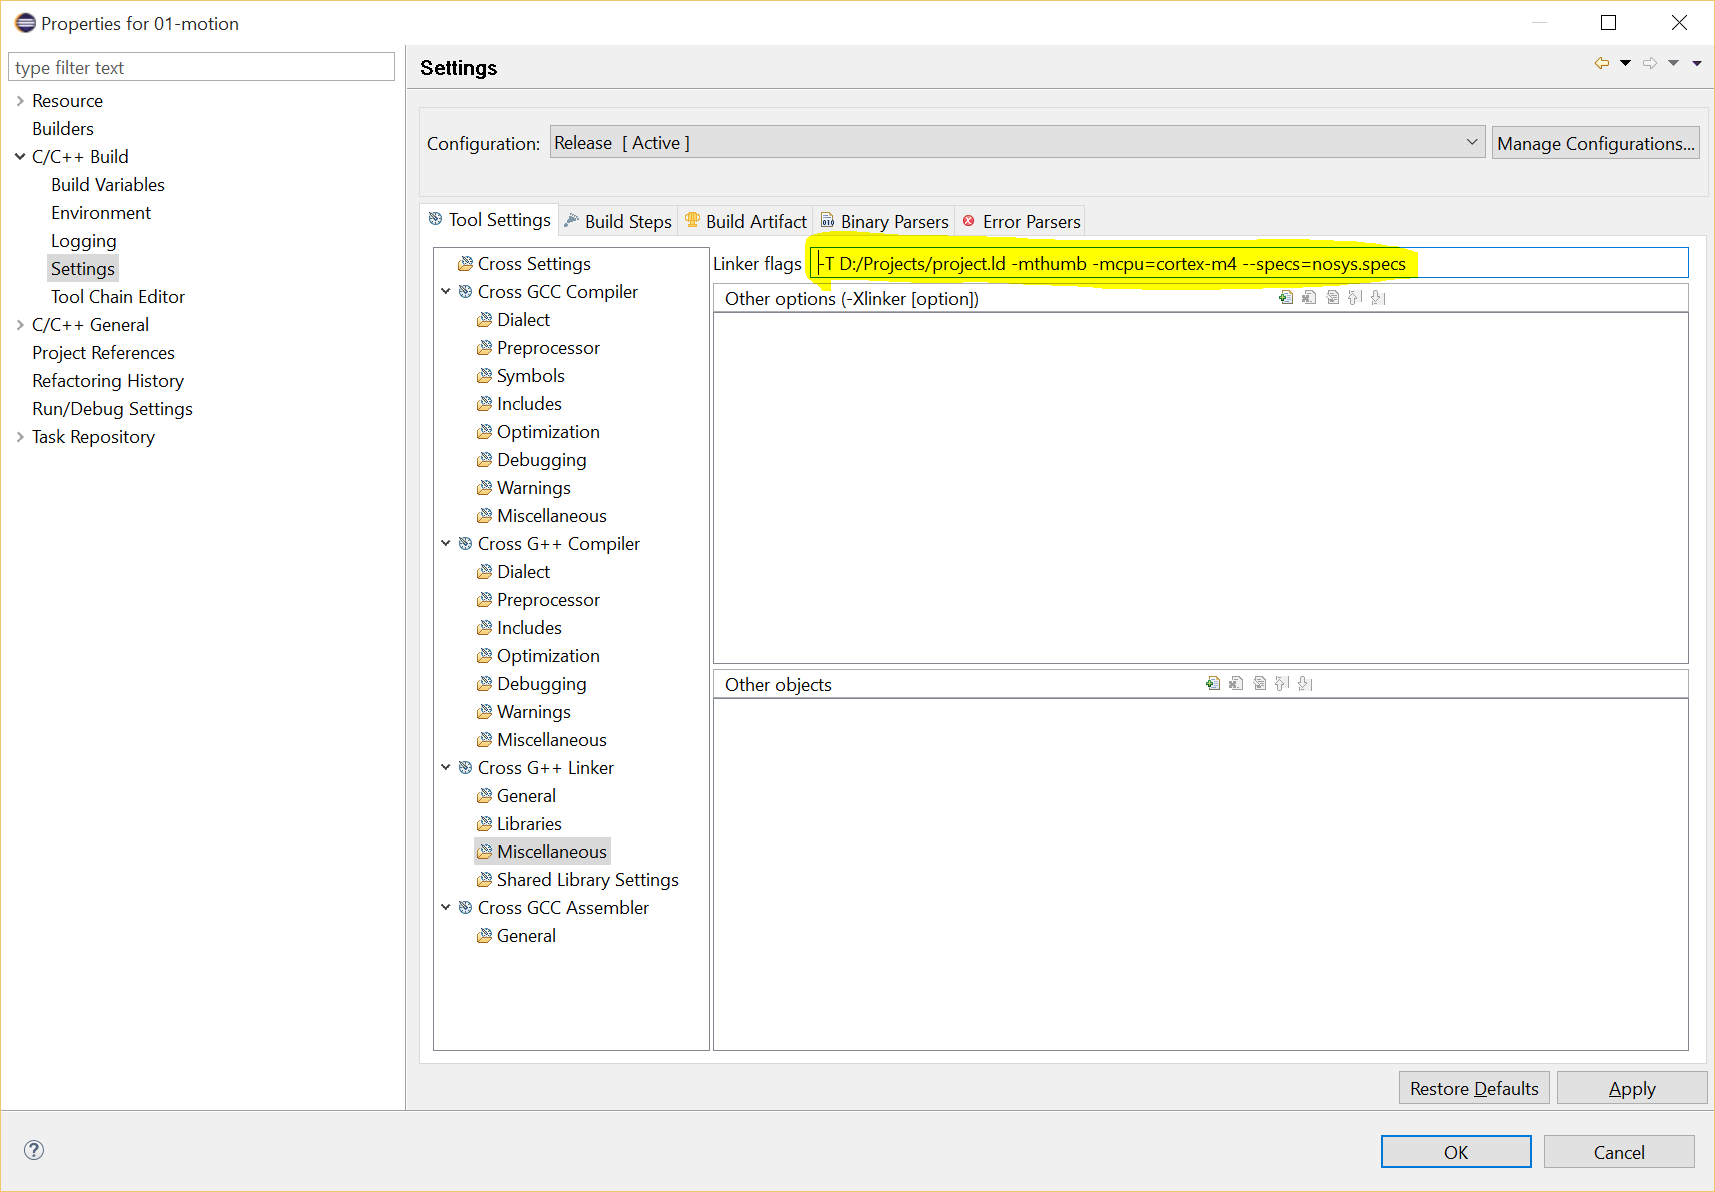 Properties for 01-motion
type filter text
Resource
Builders
C/C++ Build
Build Variables
Environment
Logging
Settings
Tool Chain Editor
C/C++ General
Project References
Refactoring History
Run/Debug Settings
Task Repository
Settings
Configuration: Release [ Active ] Manage Configurations...
Tool Settings Build Steps Build Artifact Binary Parsers Error Parsers
Cross Settings
Cross GCC Compiler
Dialect
Preprocessor
Symbols
Includes
Optimization
Debugging
Warnings
Miscellaneous
Cross G++ Compiler
Dialect
Preprocessor
Includes
Optimization
Debugging
Warnings
Miscellaneous
Cross G++ Linker
General
Libraries
Miscellaneous
Shared Library Settings
Cross GCC Assembler
General
Linker flags -T D:/Projects/project.ld -mthumb -mcpu=cortex-m4 --specs=nosys.specs
Other options (-Xlinker [option])
Other objects
Restore Defaults Apply
OK Cancel